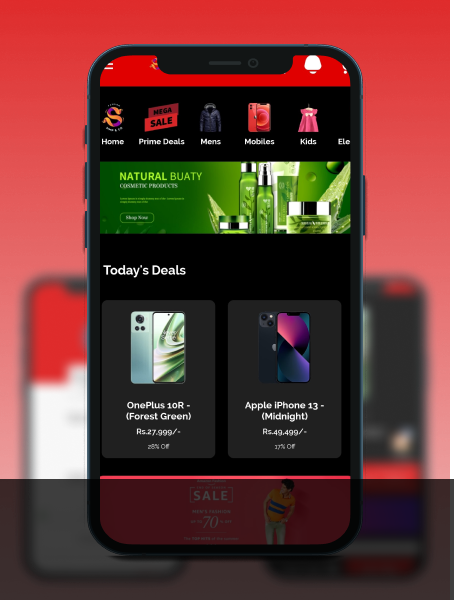 MEGA
SALE
Home
Prime Deals
Mens
Mobiles
Kids
Ele
NATURAL BUATY
COSMETIC PRODUCTS
Shop Now
Today's Deals
OnePlus 10R -
(Forest Green)
Rs.27,999/-
28% Off
Apple iPhone 13 -
(Midnight)
Rs.49,499/-
17% Off
SALE
70